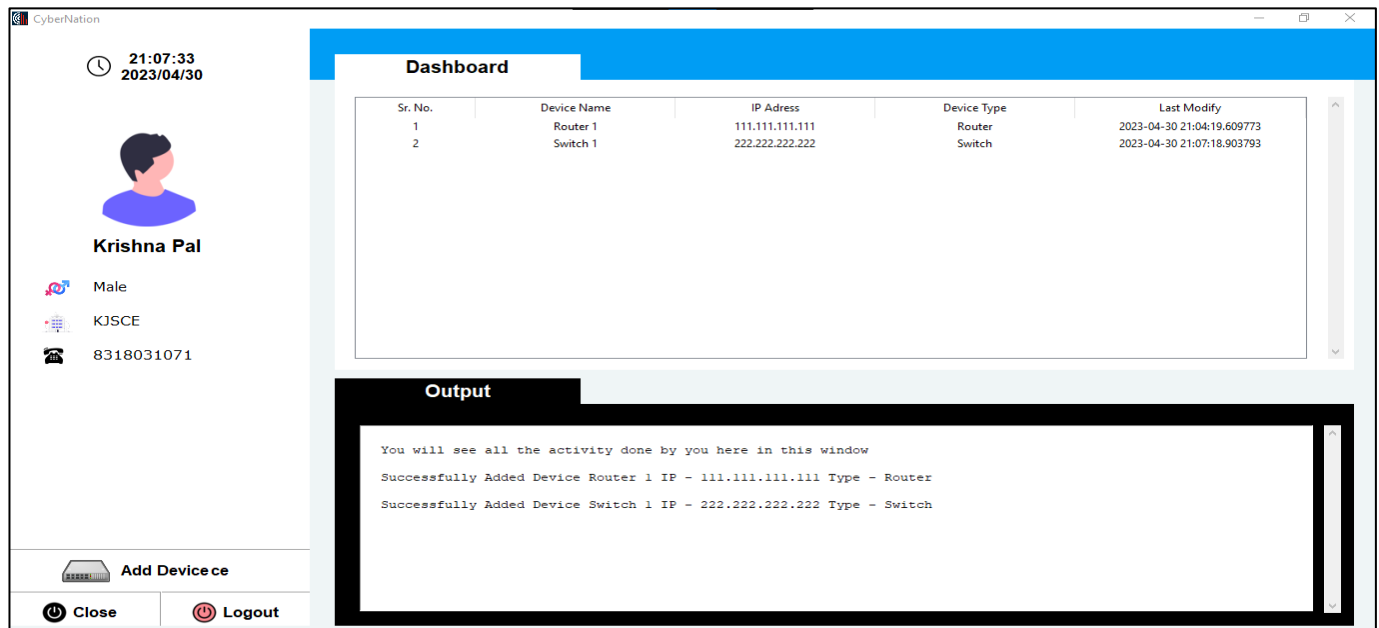 CyberNation
21:07:33
2023/04/30
Krishna Pal
Male
KJSCE
8318031071
Add Device ce
Close Logout
Dashboard
Sr. No. Device Name IP Adress Device Type Last Modify
1 Router 1 111.111.111.111 Router 2023-04-30 21:04:19.609773
2 Switch 1 222.222.222.222 Switch 2023-04-30 21:07:18.903793
Output
You will see all the activity done by you here in this window
Successfully Added Device Router 1 IP - 111.111.111.111 Type - Router
Successfully Added Device Switch 1 IP - 222.222.222.222 Type - Switch